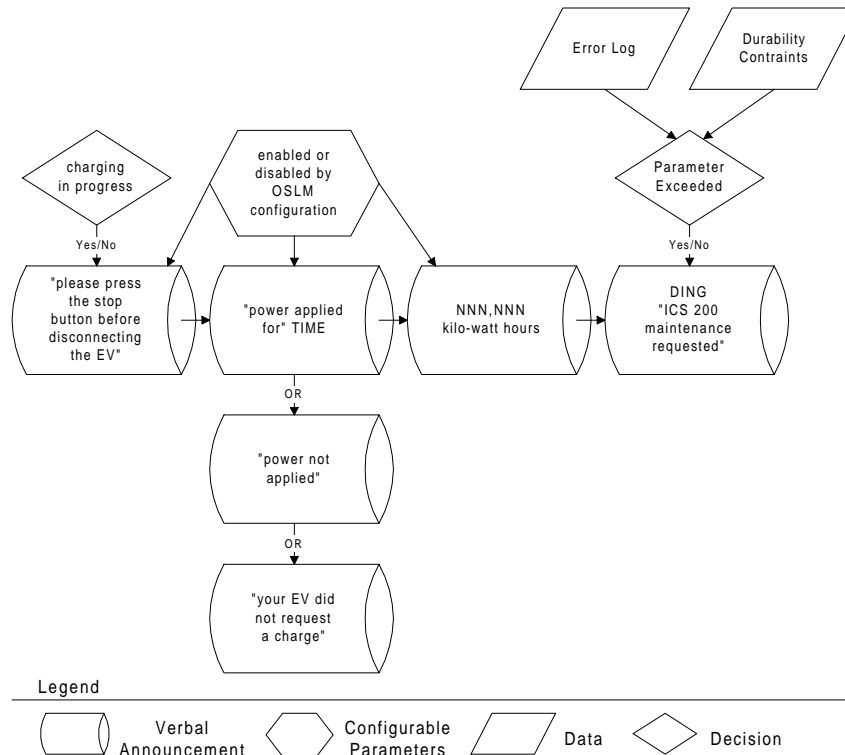 Error Log
Durability
Contraints
charging
in progress
enabled or
disabled by
OSLM
configuration
Parameter
Exceeded
Yes/No
Yes/No
"please press
the stop
button before
disconnecting
the EV"
"power applied
for" TIME
NNN,NNN
kilo-watt hours
DING
"ICS 200
maintenance
requested"
OR
"power not
applied"
OR
"your EV did
not request
a charge"
Legend
Verbal
Announcement
Configurable
Parameters
Data
Decision